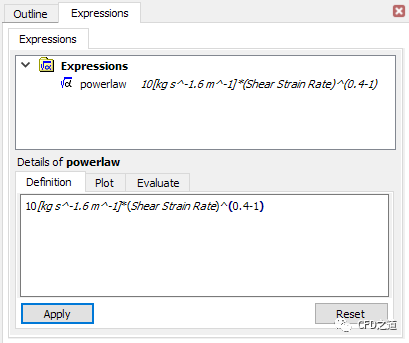 Outline Expressions
Expressions
Expressions
powerlaw 10[kg s^-1.6 m^-1]*(Shear Strain Rate)^(0.4-1)
Details of powerlaw
Definition Plot Evaluate
10[kg s^-1.6 m^-1]*(Shear Strain Rate)^(0.4-1)
Apply Reset
CFD之道